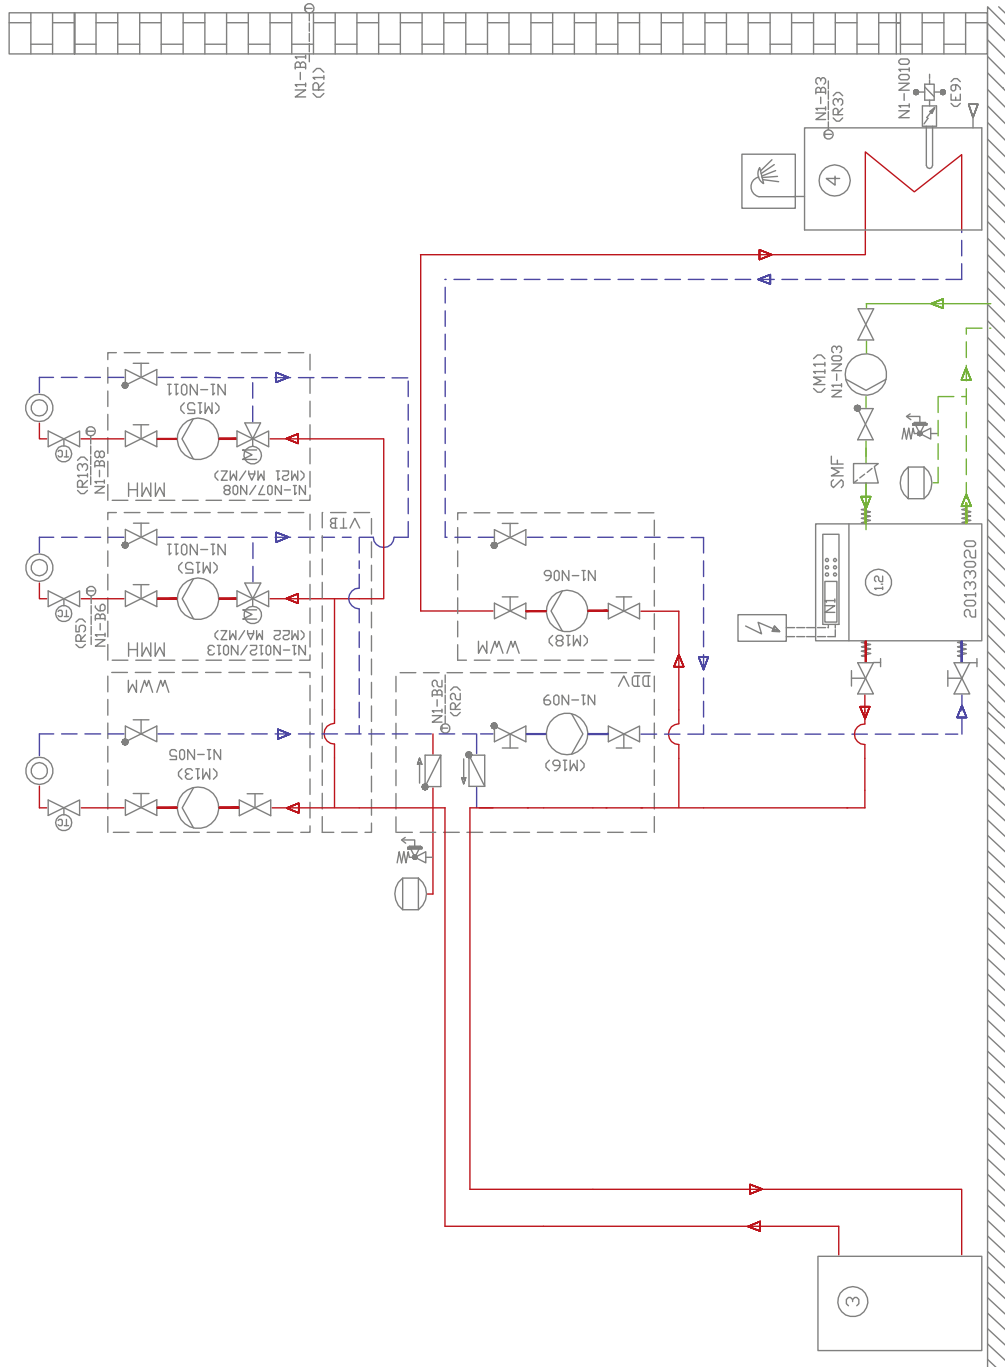 N1-B1
(R1)
N1-B3
(R3)
N1-N010
(E9)
4
(M11)
N1-N03
SMF
N1
1.2
20133020
N1-N011
(M15)
(R13)
N1-B8
TC
M
N1-N07/N08
(M21 MA/MZ)
MMH
VTB
N1-N011
(M15)
(R5)
N1-B6
TC
M
N1-N012/N013
(M22 MA/MZ)
MMH
WWM
N1-N05
(M13)
TC
N1-N06
(M18)
WWM
N1-B2
(R2)
DDV
N1-N09
(M16)
3